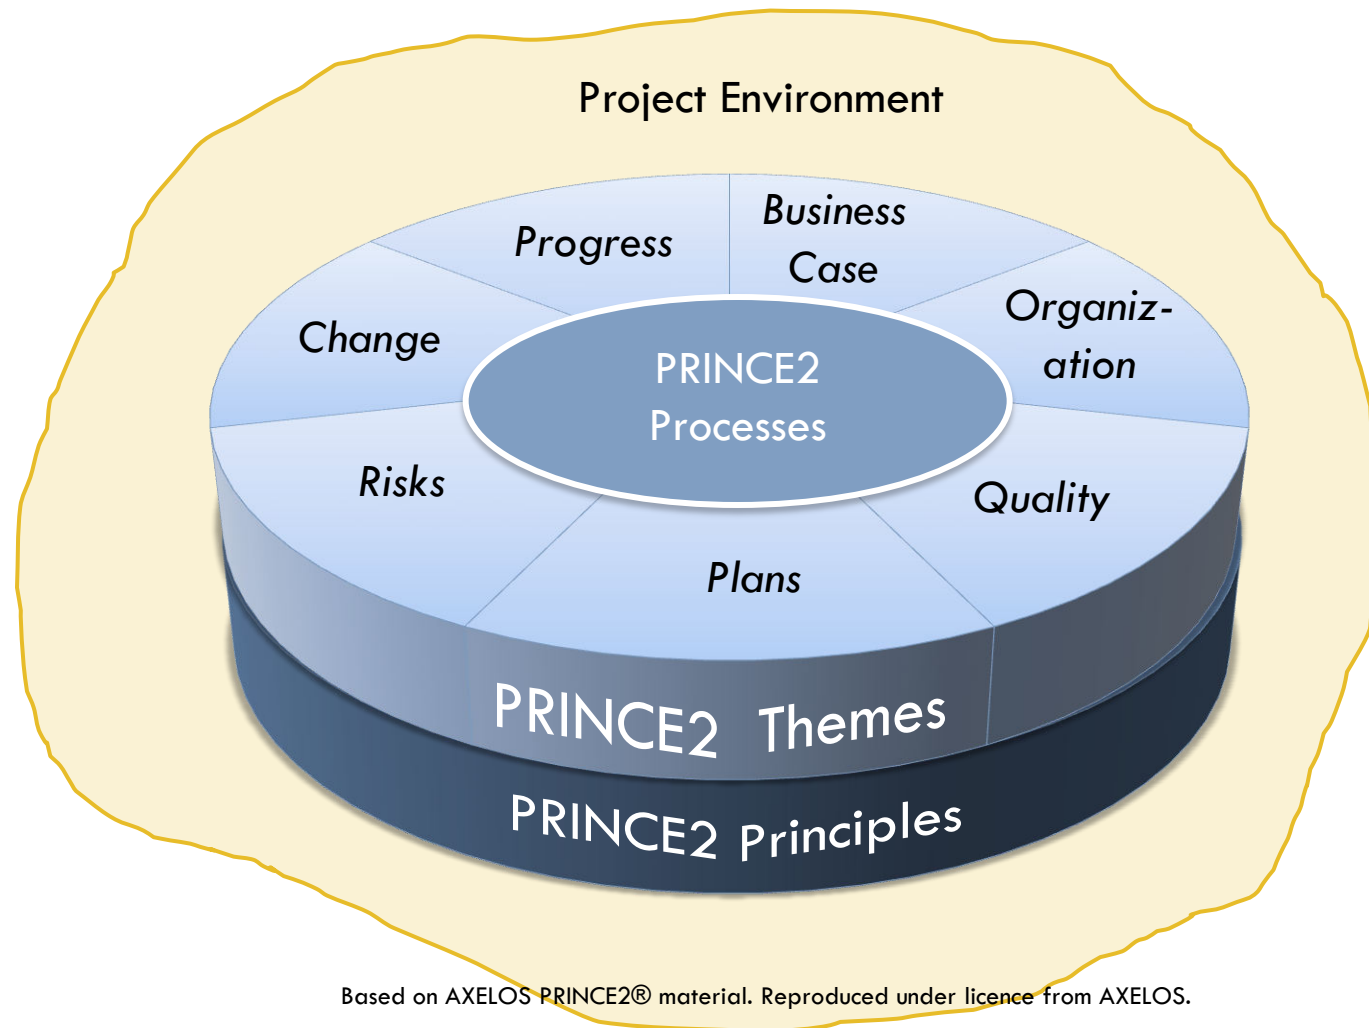 Project Environment
Business
Case
Progress
Organiz-
ation
Change
PRINCE2
Processes
Risks
Quality
Plans
PRINCE2 Themes
PRINCE2 Principles
Based on AXELOS PRINCE2® material. Reproduced under licence from AXELOS.